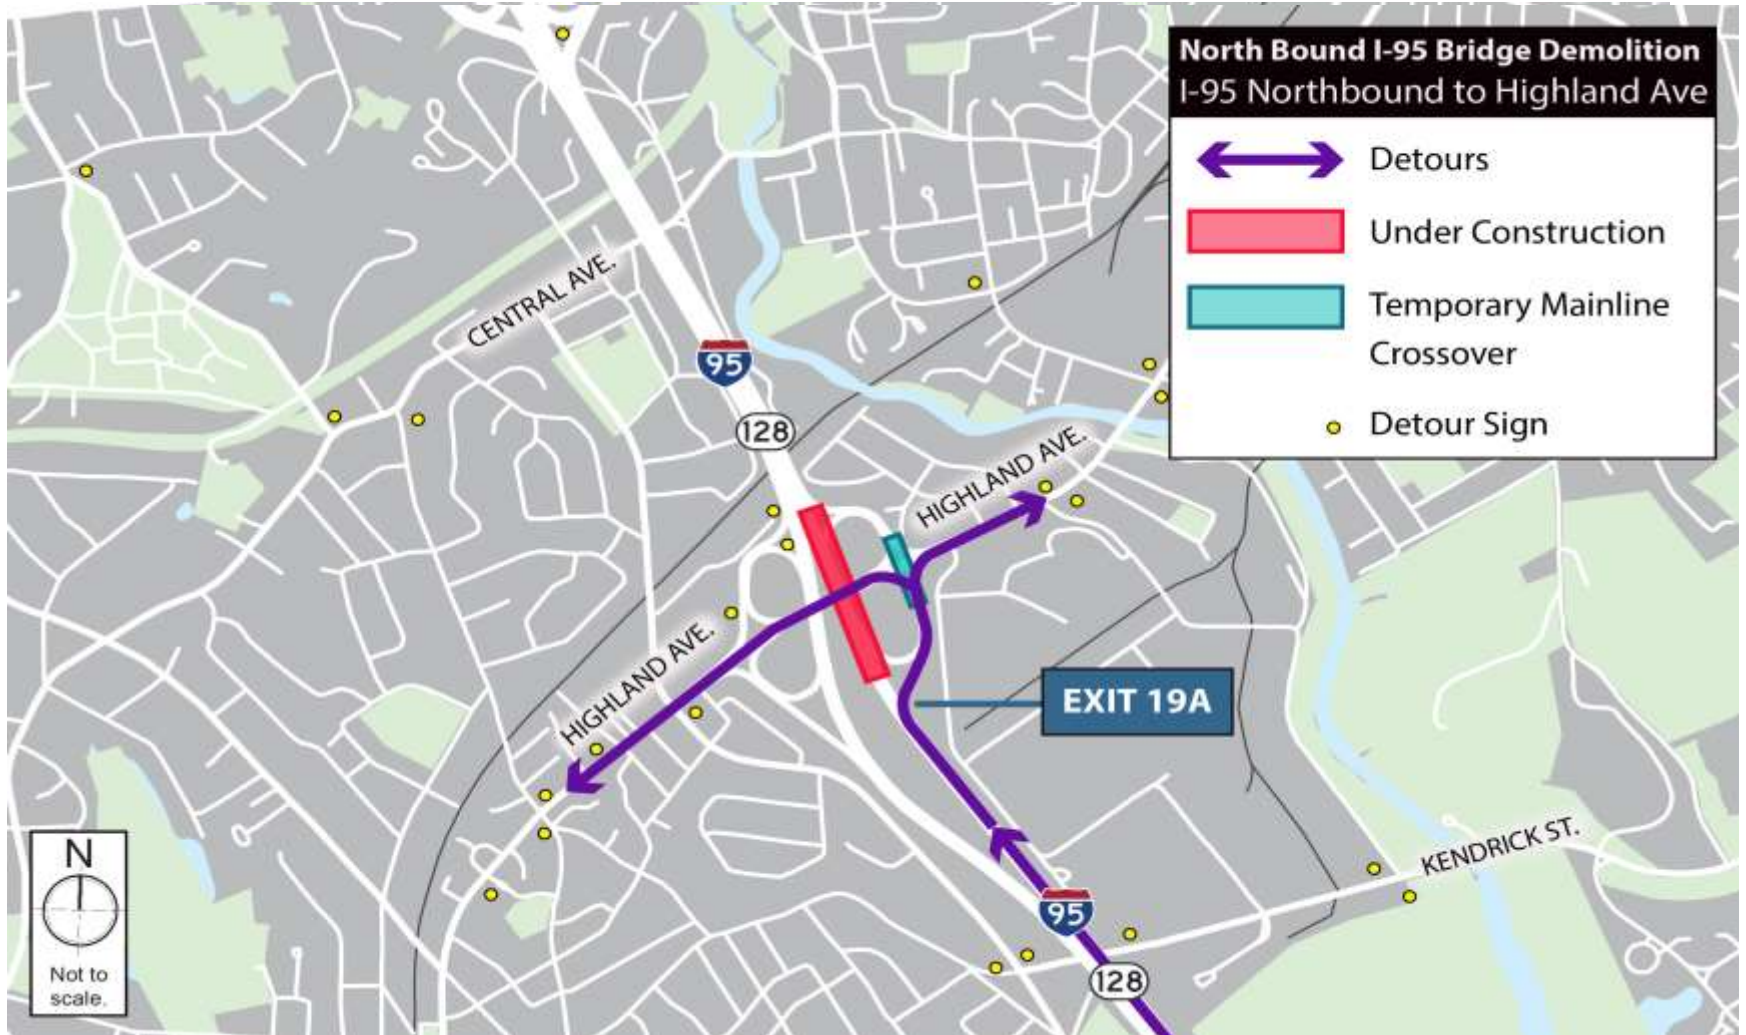 North Bound I-95 Bridge Demolition
I-95 Northbound to Highland Ave
Detours
Under Construction
Temporary Mainline
Crossover
Detour Sign
CENTRAL AVE.
95
128
HIGHLAND AVE.
HIGHLAND AVE.
EXIT 19A
KENDRICK ST.
95
128
N
Not to
scale.